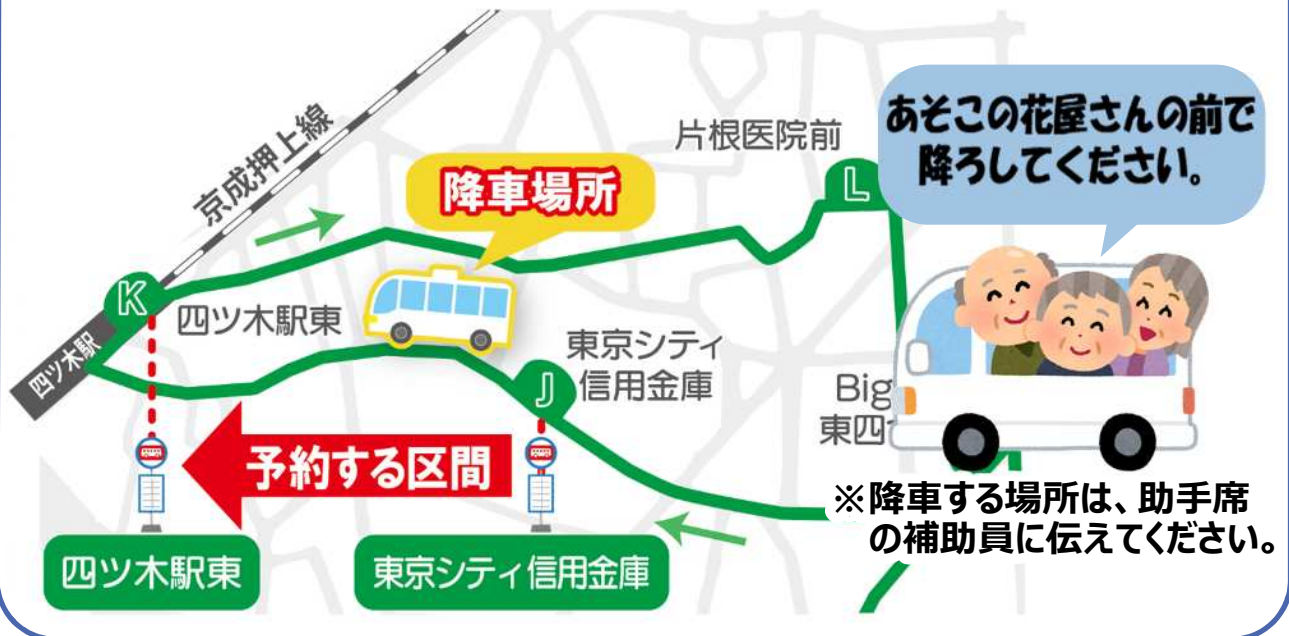 京成押上線
片根医院前
あそこの花屋さんの前で
降ろしてください。
降車場所
L
K
四ツ木駅東
四ツ木駅
東京シティ
信用金庫
J
Big
東四
予約する区間
※降車する場所は、助手席
の補助員に伝えてください。
四ツ木駅東
東京シティ信用金庫